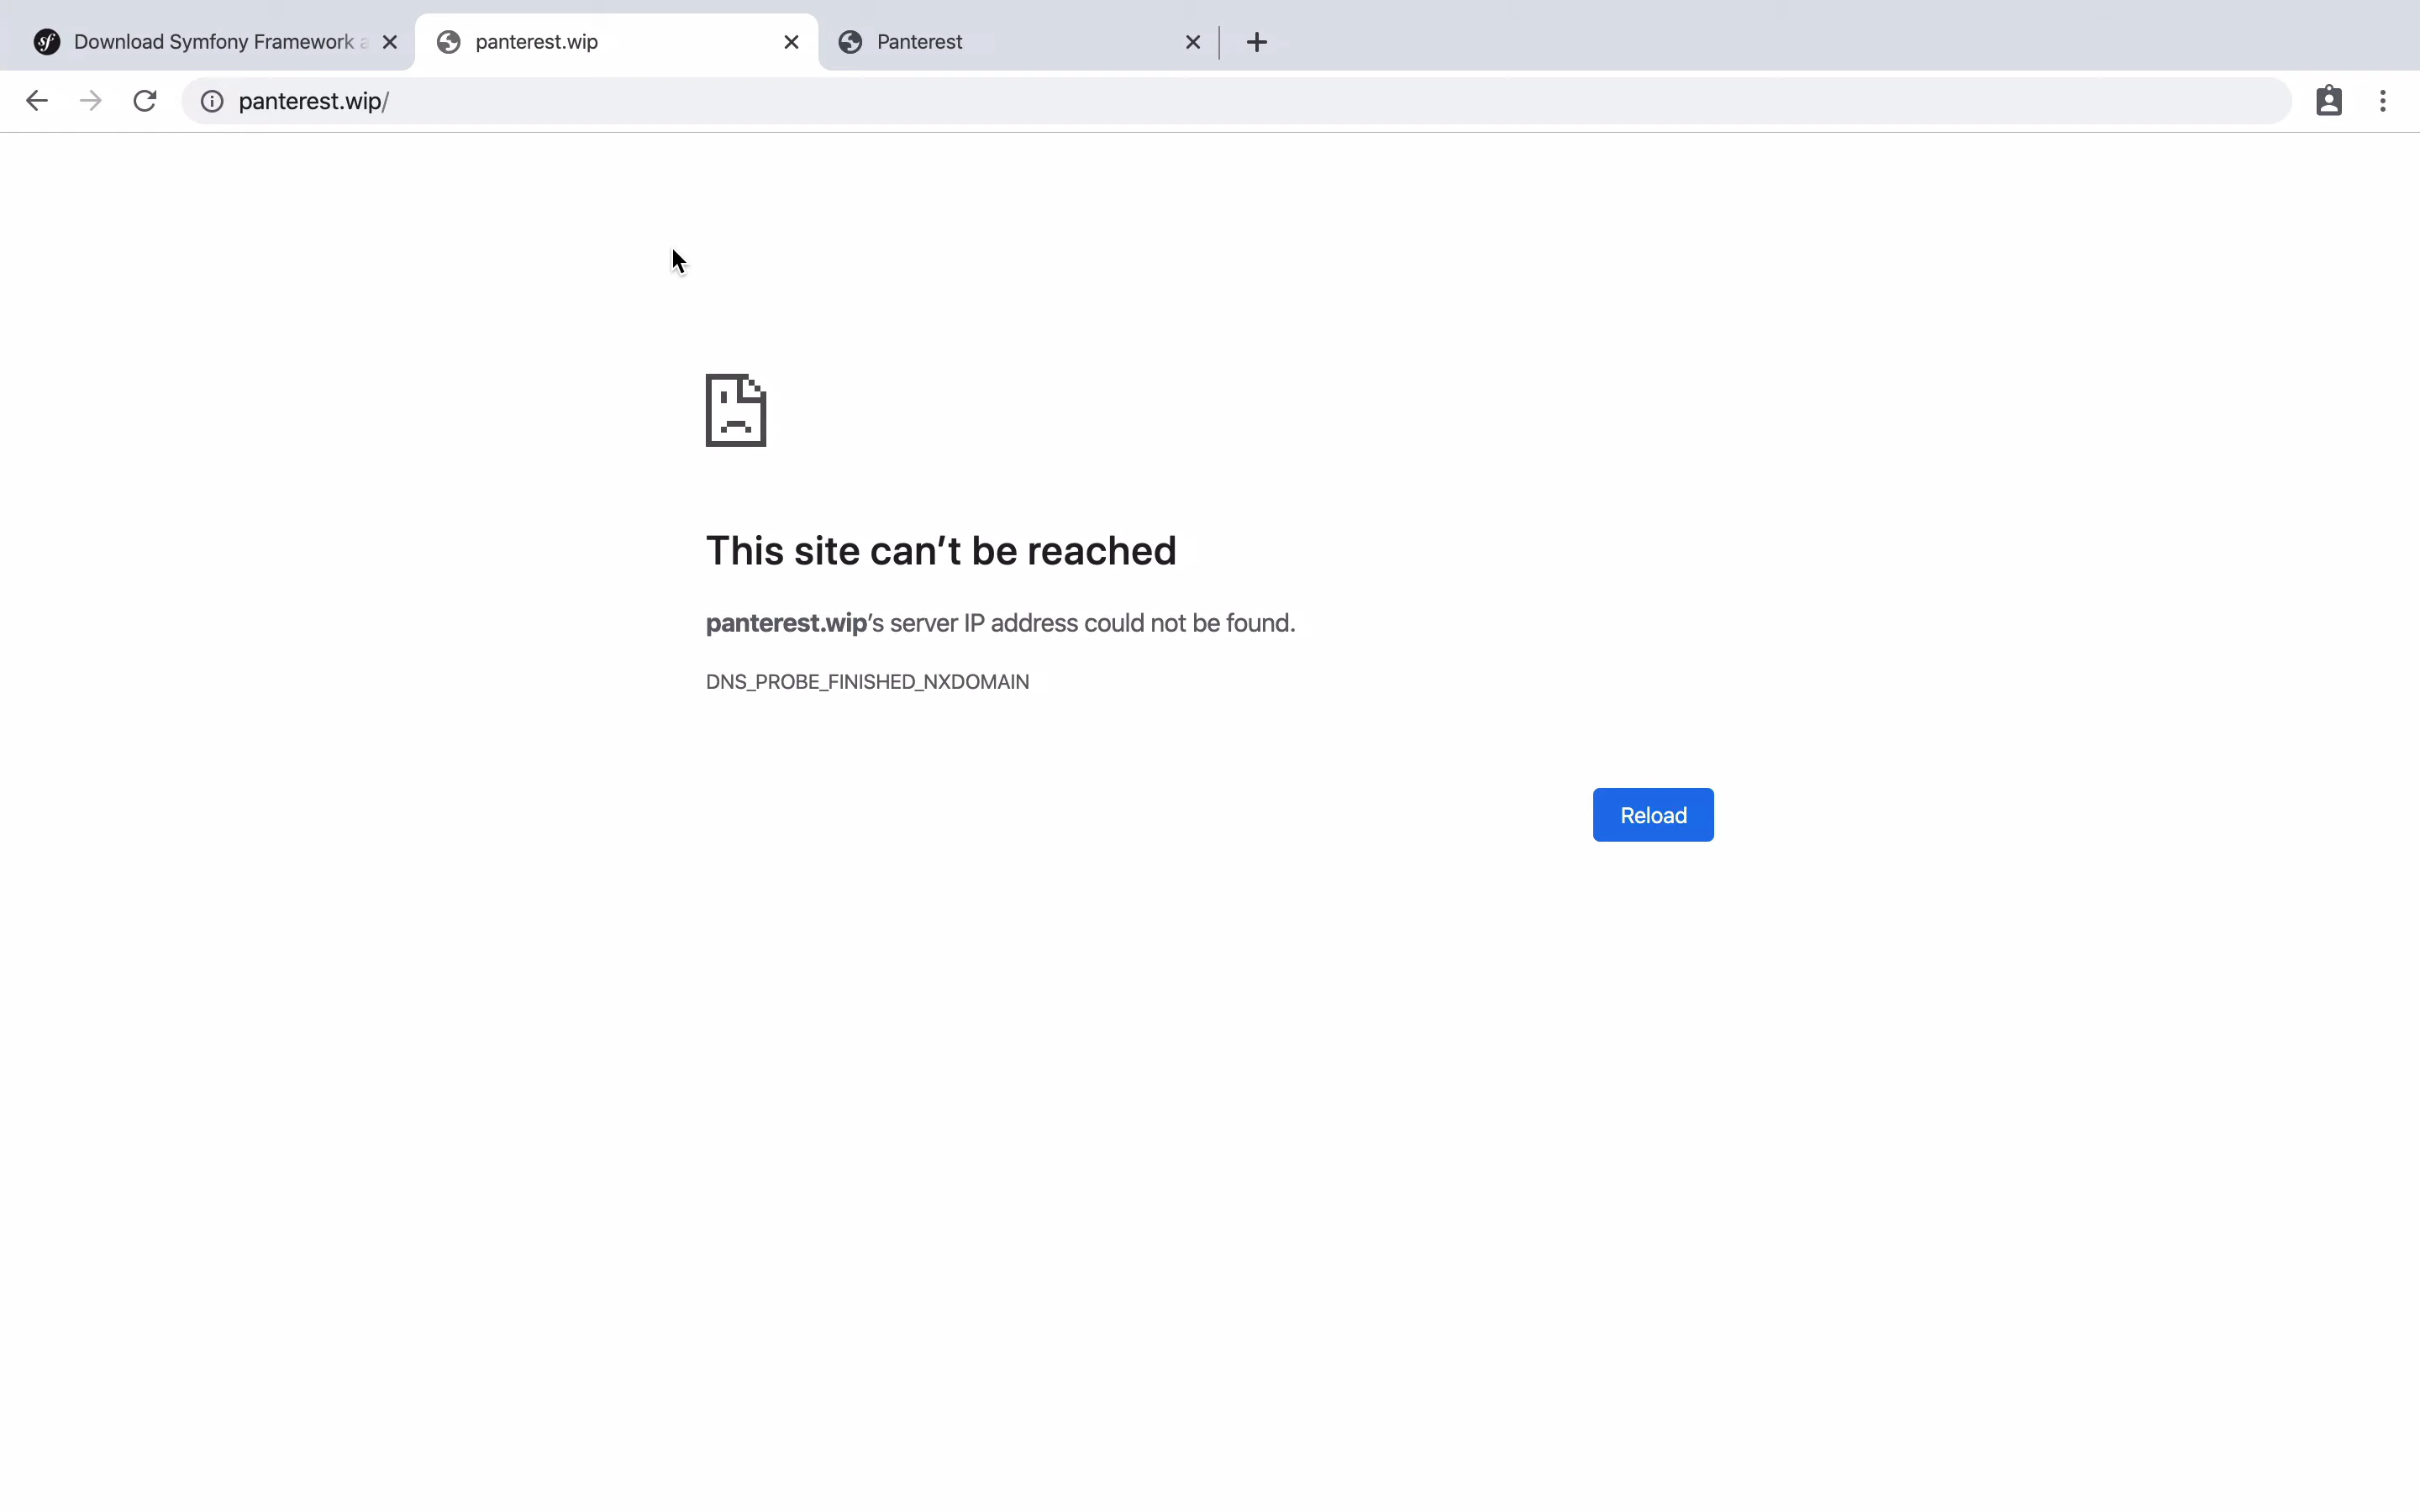 Download Symfony Framework a
panterest.wip
Panterest
panterest.wip/
This site can't be reached
panterest.wip's server IP address could not be found.
DNS_PROBE_FINISHED_NXDOMAIN
Reload